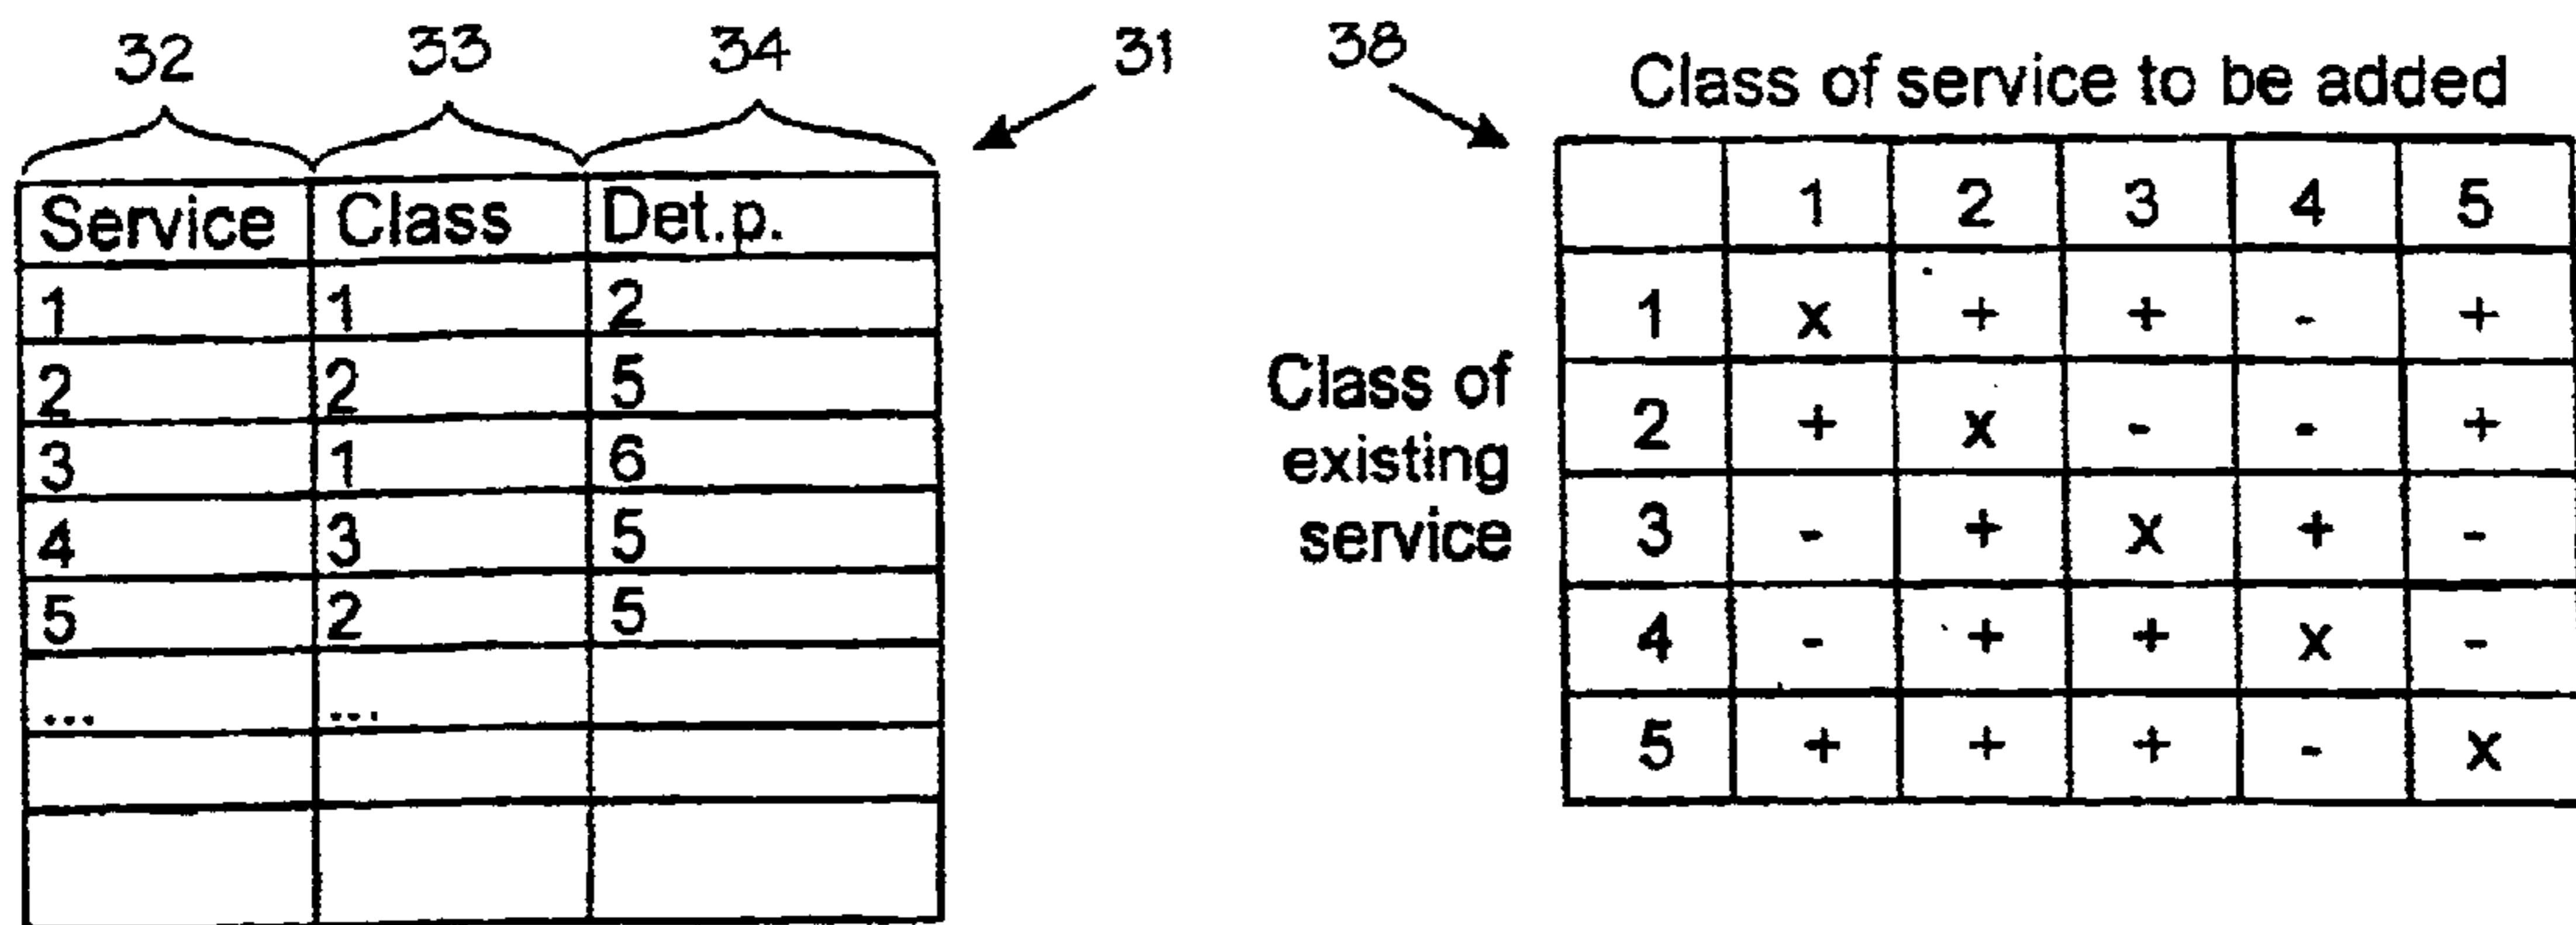 32 33 34 31
Service Class Det.p.
1 1 2
2 2 5
3 1 6
4 3 5
5 2 5
... ...
38
Class of service to be added
1 2 3 4 5
1 x + + - +
2 + x - - +
3 - + x + -
4 - + + x -
5 + + + - x
Class of
existing
service